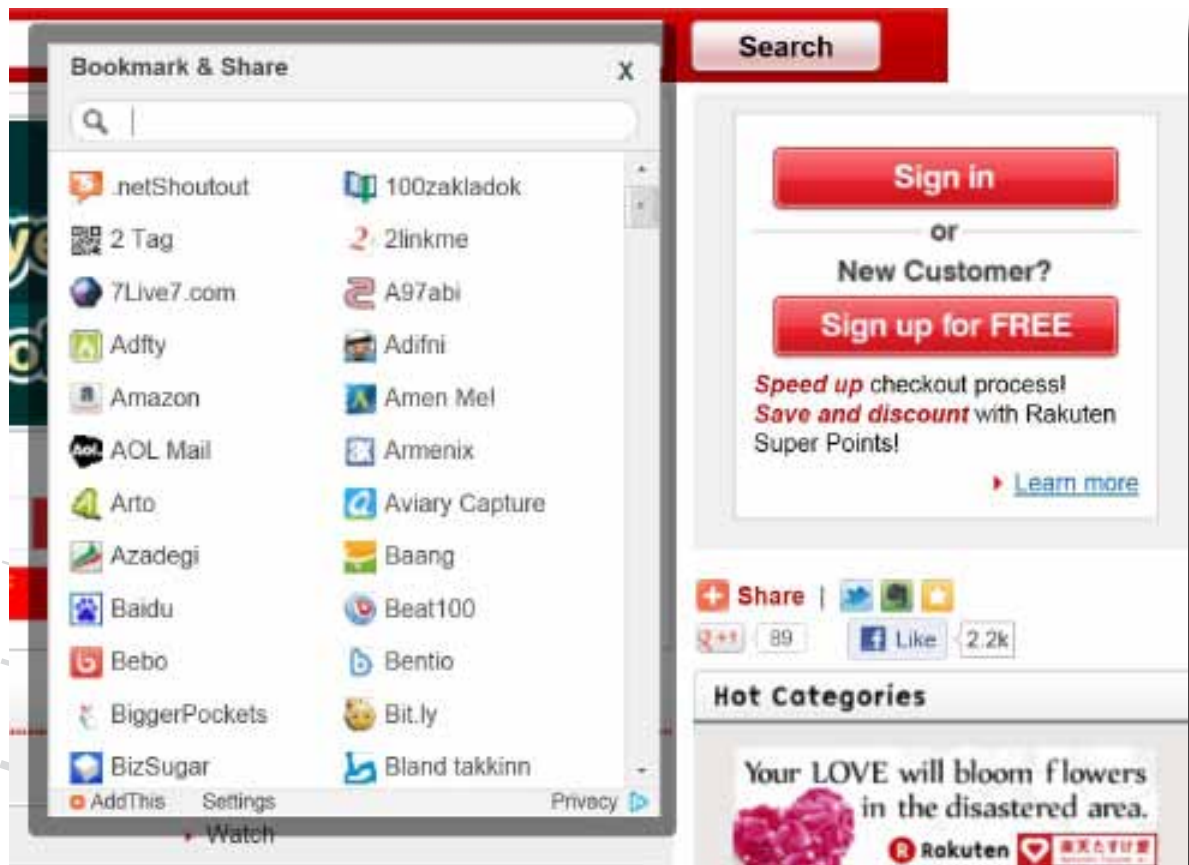 Search
Bookmark & Share
X
.netShoutout
100zakladok
2 Tag
2linkme
7Live7.com
A97abi
Adfty
Adifni
Amazon
Amen Me!
AOL Mail
Armenix
Arto
Aviary Capture
Azadegi
Baang
Baidu
Beat100
Bebo
Bentio
BiggerPockets
Bit.ly
BizSugar
Bland takkinn
AddThis Settings
Privacy
Watch
Sign in
or
New Customer?
Sign up for FREE
Speed up checkout process!
Save and discount with Rakuten
Super Points!
Learn more
Share |
+1 89
Like 2.2k
Hot Categories
Your LOVE will bloom flowers
in the disastered area.
R Rakuten